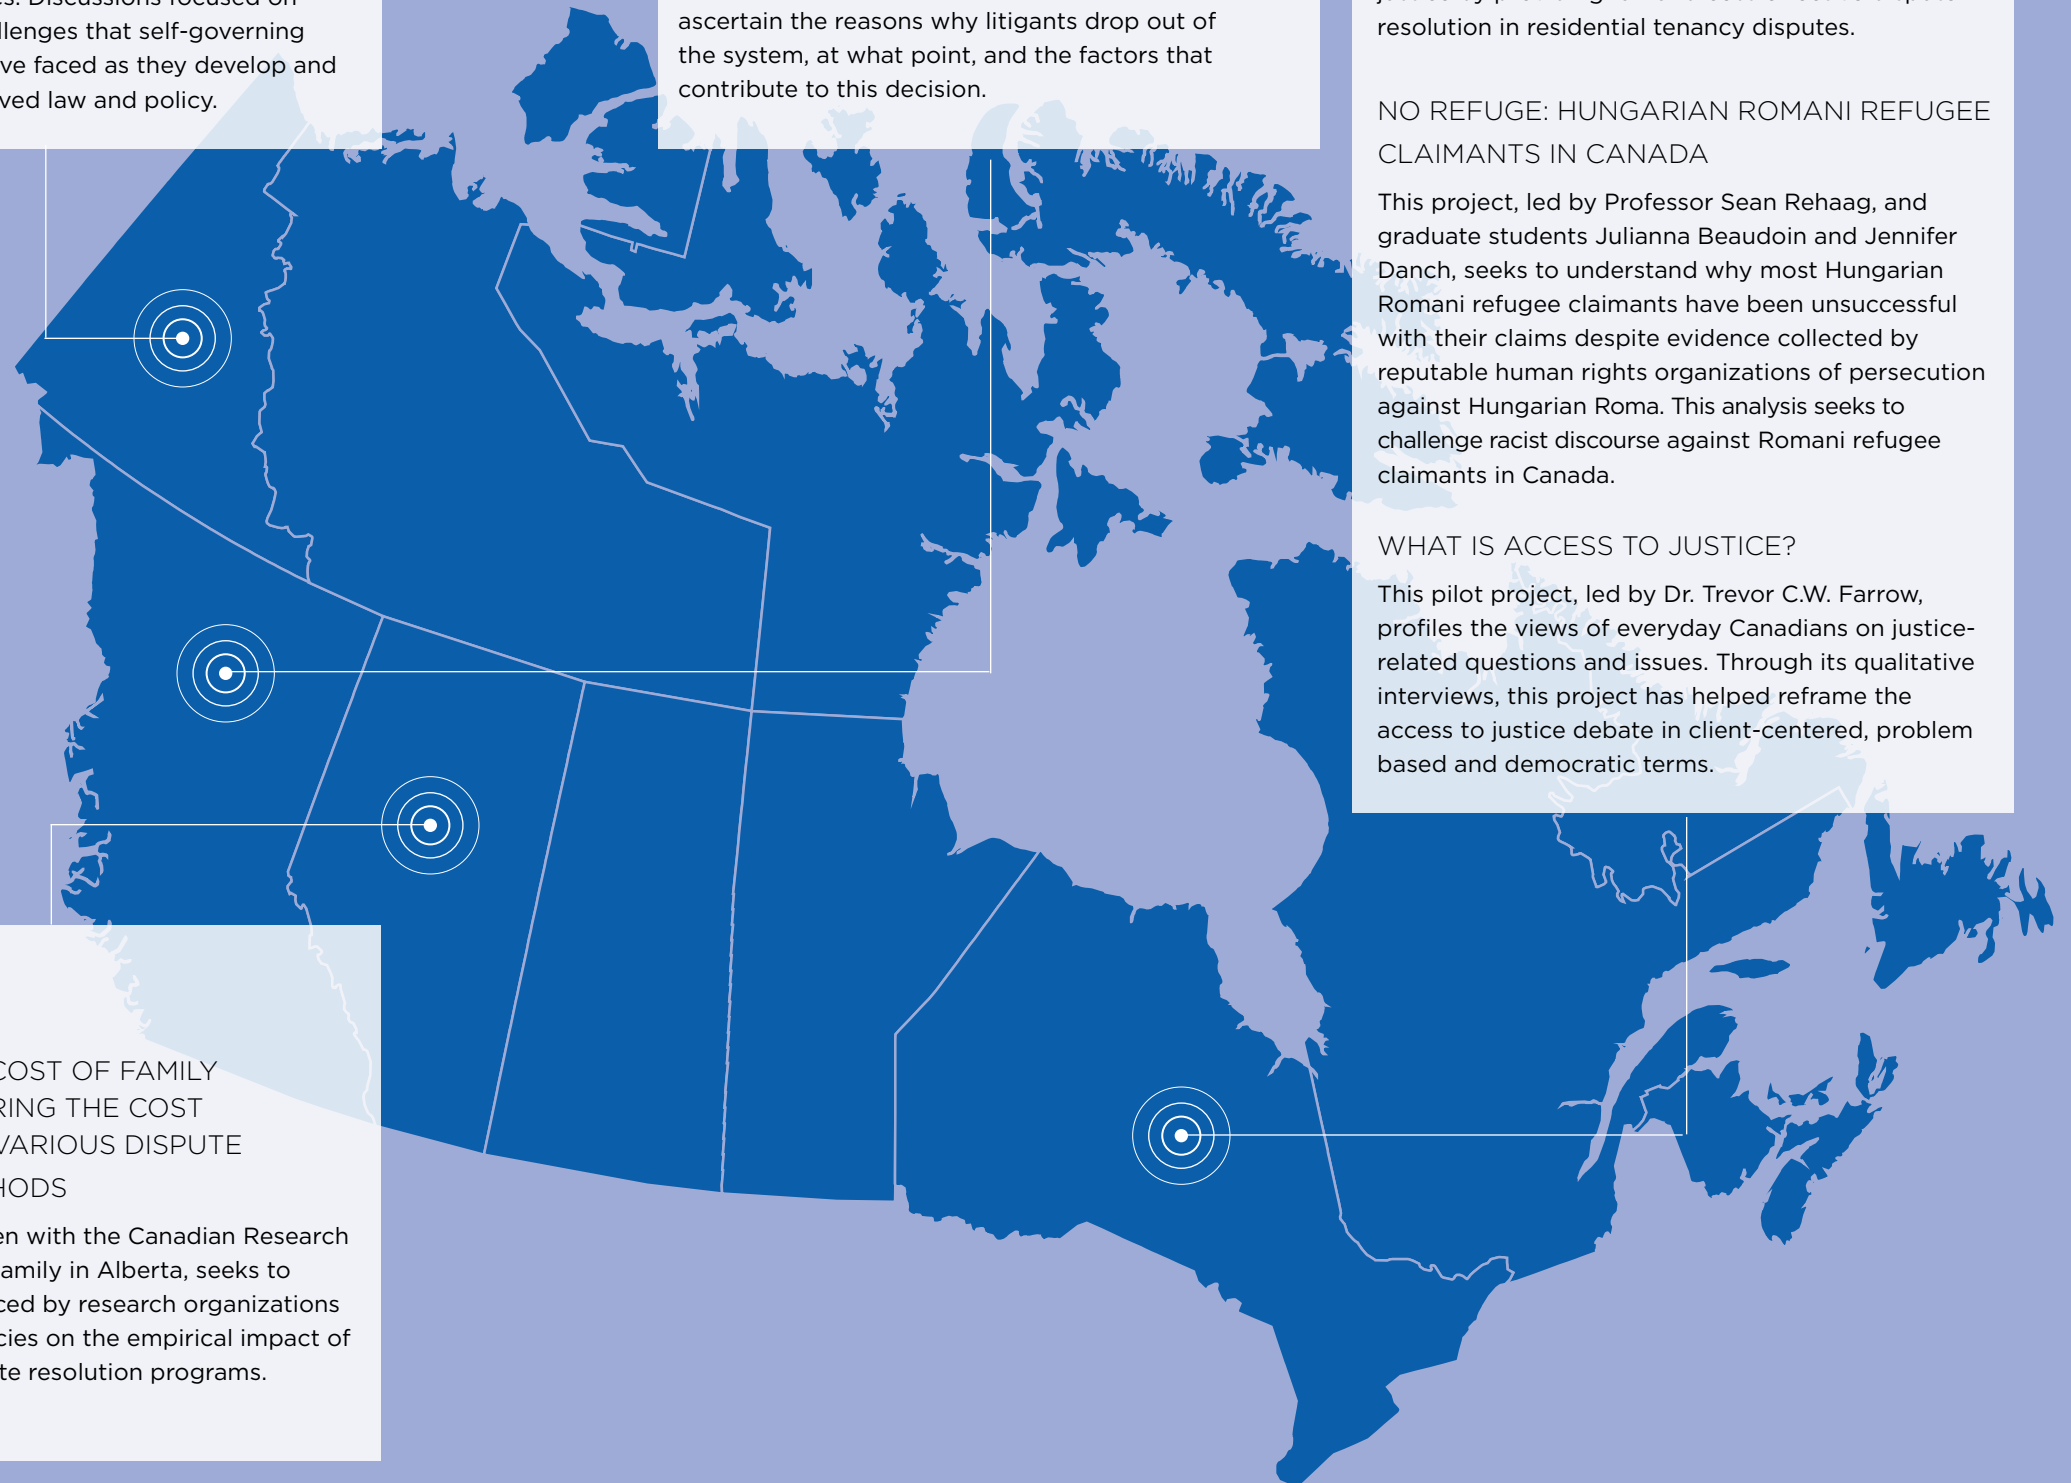 llenges that self-governing
ve faced as they develop and
ved law and policy.
ascertain the reasons why litigants drop out of
the system, at what point, and the factors that
contribute to this decision.
resolution in residential tenancy disputes.
NO REFUGE: HUNGARIAN ROMANI REFUGEE
CLAIMANTS IN CANADA
This project, led by Professor Sean Rehaag, and
graduate students Julianna Beaudoin and Jennifer
Danch, seeks to understand why most Hungarian
Romani refugee claimants have been unsuccessful
with their claims despite evidence collected by
reputable human rights organizations of persecution
against Hungarian Roma. This analysis seeks to
challenge racist discourse against Romani refugee
claimants in Canada.
WHAT IS ACCESS TO JUSTICE?
This pilot project, led by Dr. Trevor C.W. Farrow,
profiles the views of everyday Canadians on justice-
related questions and issues. Through its qualitative
interviews, this project has helped reframe the
access to justice debate in client-centered, problem
based and democratic terms.
COST OF FAMILY
RING THE COST
VARIOUS DISPUTE
HODS
en with the Canadian Research
amily in Alberta, seeks to
ced by research organizations
cies on the empirical impact of
te resolution programs.